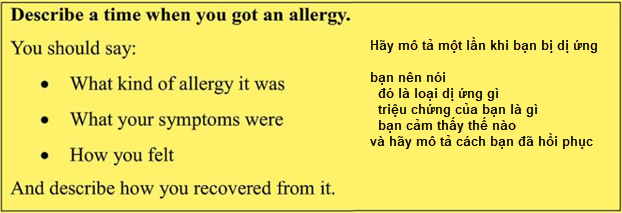 Describe a time when you got an allergy.
You should say:
• What kind of allergy it was
• What your symptoms were
• How you felt
And describe how you recovered from it.
Hãy mô tả một lần khi bạn bị dị ứng
bạn nên nói
đó là loại dị ứng gì
triệu chứng của bạn là gì
bạn cảm thấy thế nào
và hãy mô tả cách bạn đã hồi phục